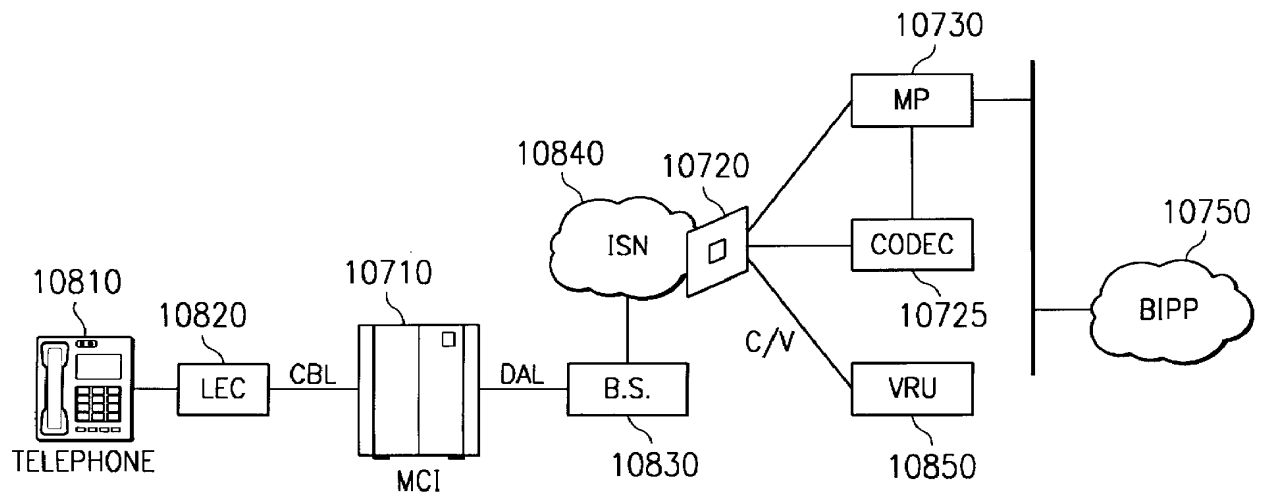 10730
MP
10840
10720
ISN
CODEC
10725
10750
BIPP
10810
10820
10710
LEC
CBL
DAL
B.S.
C/V
VRU
TELEPHONE
MCI
10830
10850